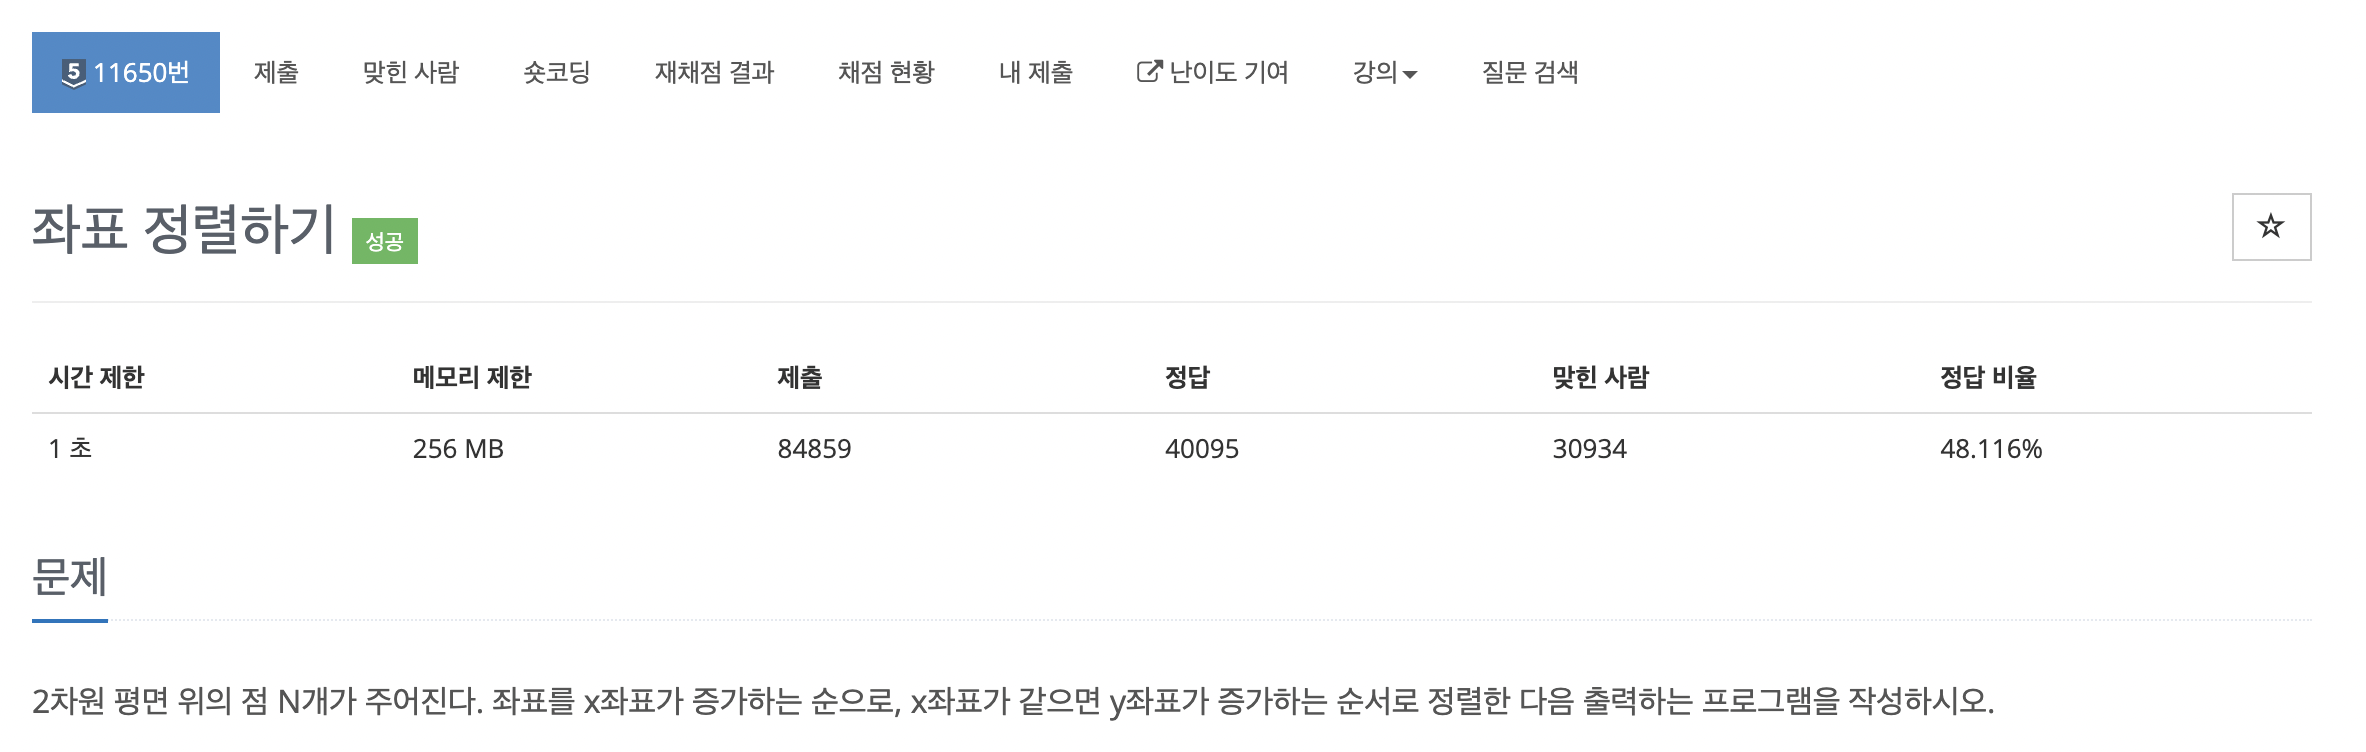 5 11650번 제출 맞힌 사람 숏코딩 재채점 결과 채점 현황 내 제출 난이도 기여 강의 질문 검색
좌표 정렬하기 성공
시간 제한 메모리 제한 제출 정답 맞힌 사람 정답 비율
1 초 256 MB 84859 40095 30934 48.116%
문제
2차원 평면 위의 점 N개가 주어진다. 좌표를 x좌표가 증가하는 순으로, x좌표가 같으면 y좌표가 증가하는 순서로 정렬한 다음 출력하는 프로그램을 작성하시오.